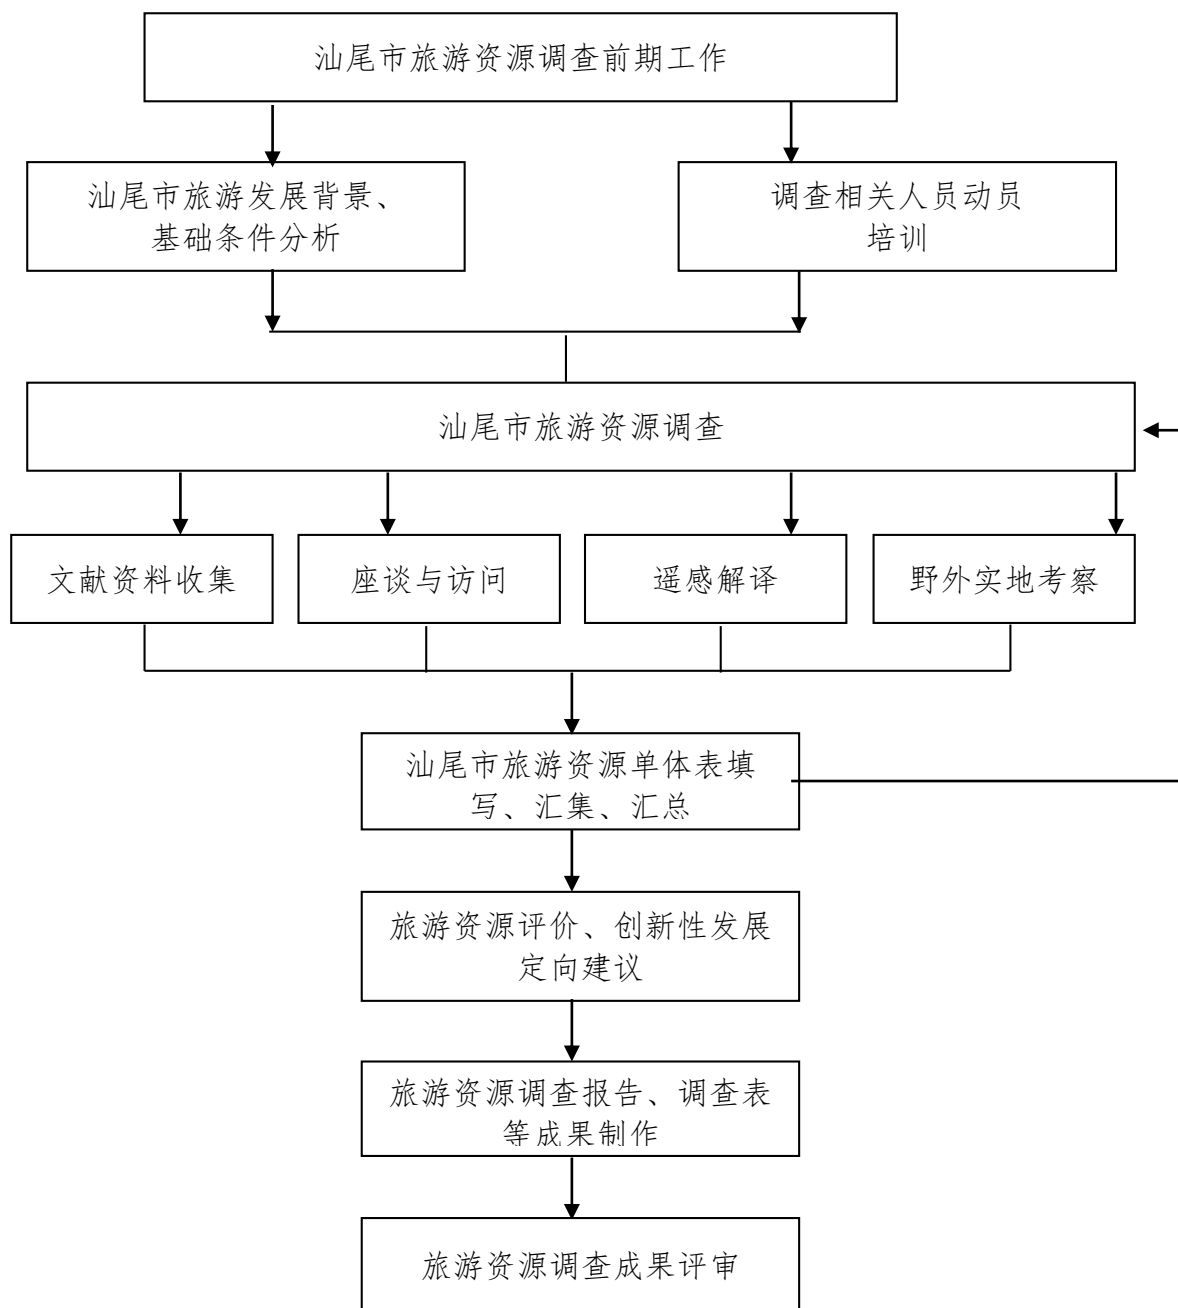 汕尾市旅游资源调查前期工作
汕尾市旅游发展背景、
基础条件分析
调查相关人员动员
培训
汕尾市旅游资源调查
文献资料收集
座谈与访问
遥感解译
野外实地考察
汕尾市旅游资源单体表填
写、汇集、汇总
旅游资源评价、创新性发展
定向建议
旅游资源调查报告、调查表
等成果制作
旅游资源调查成果评审